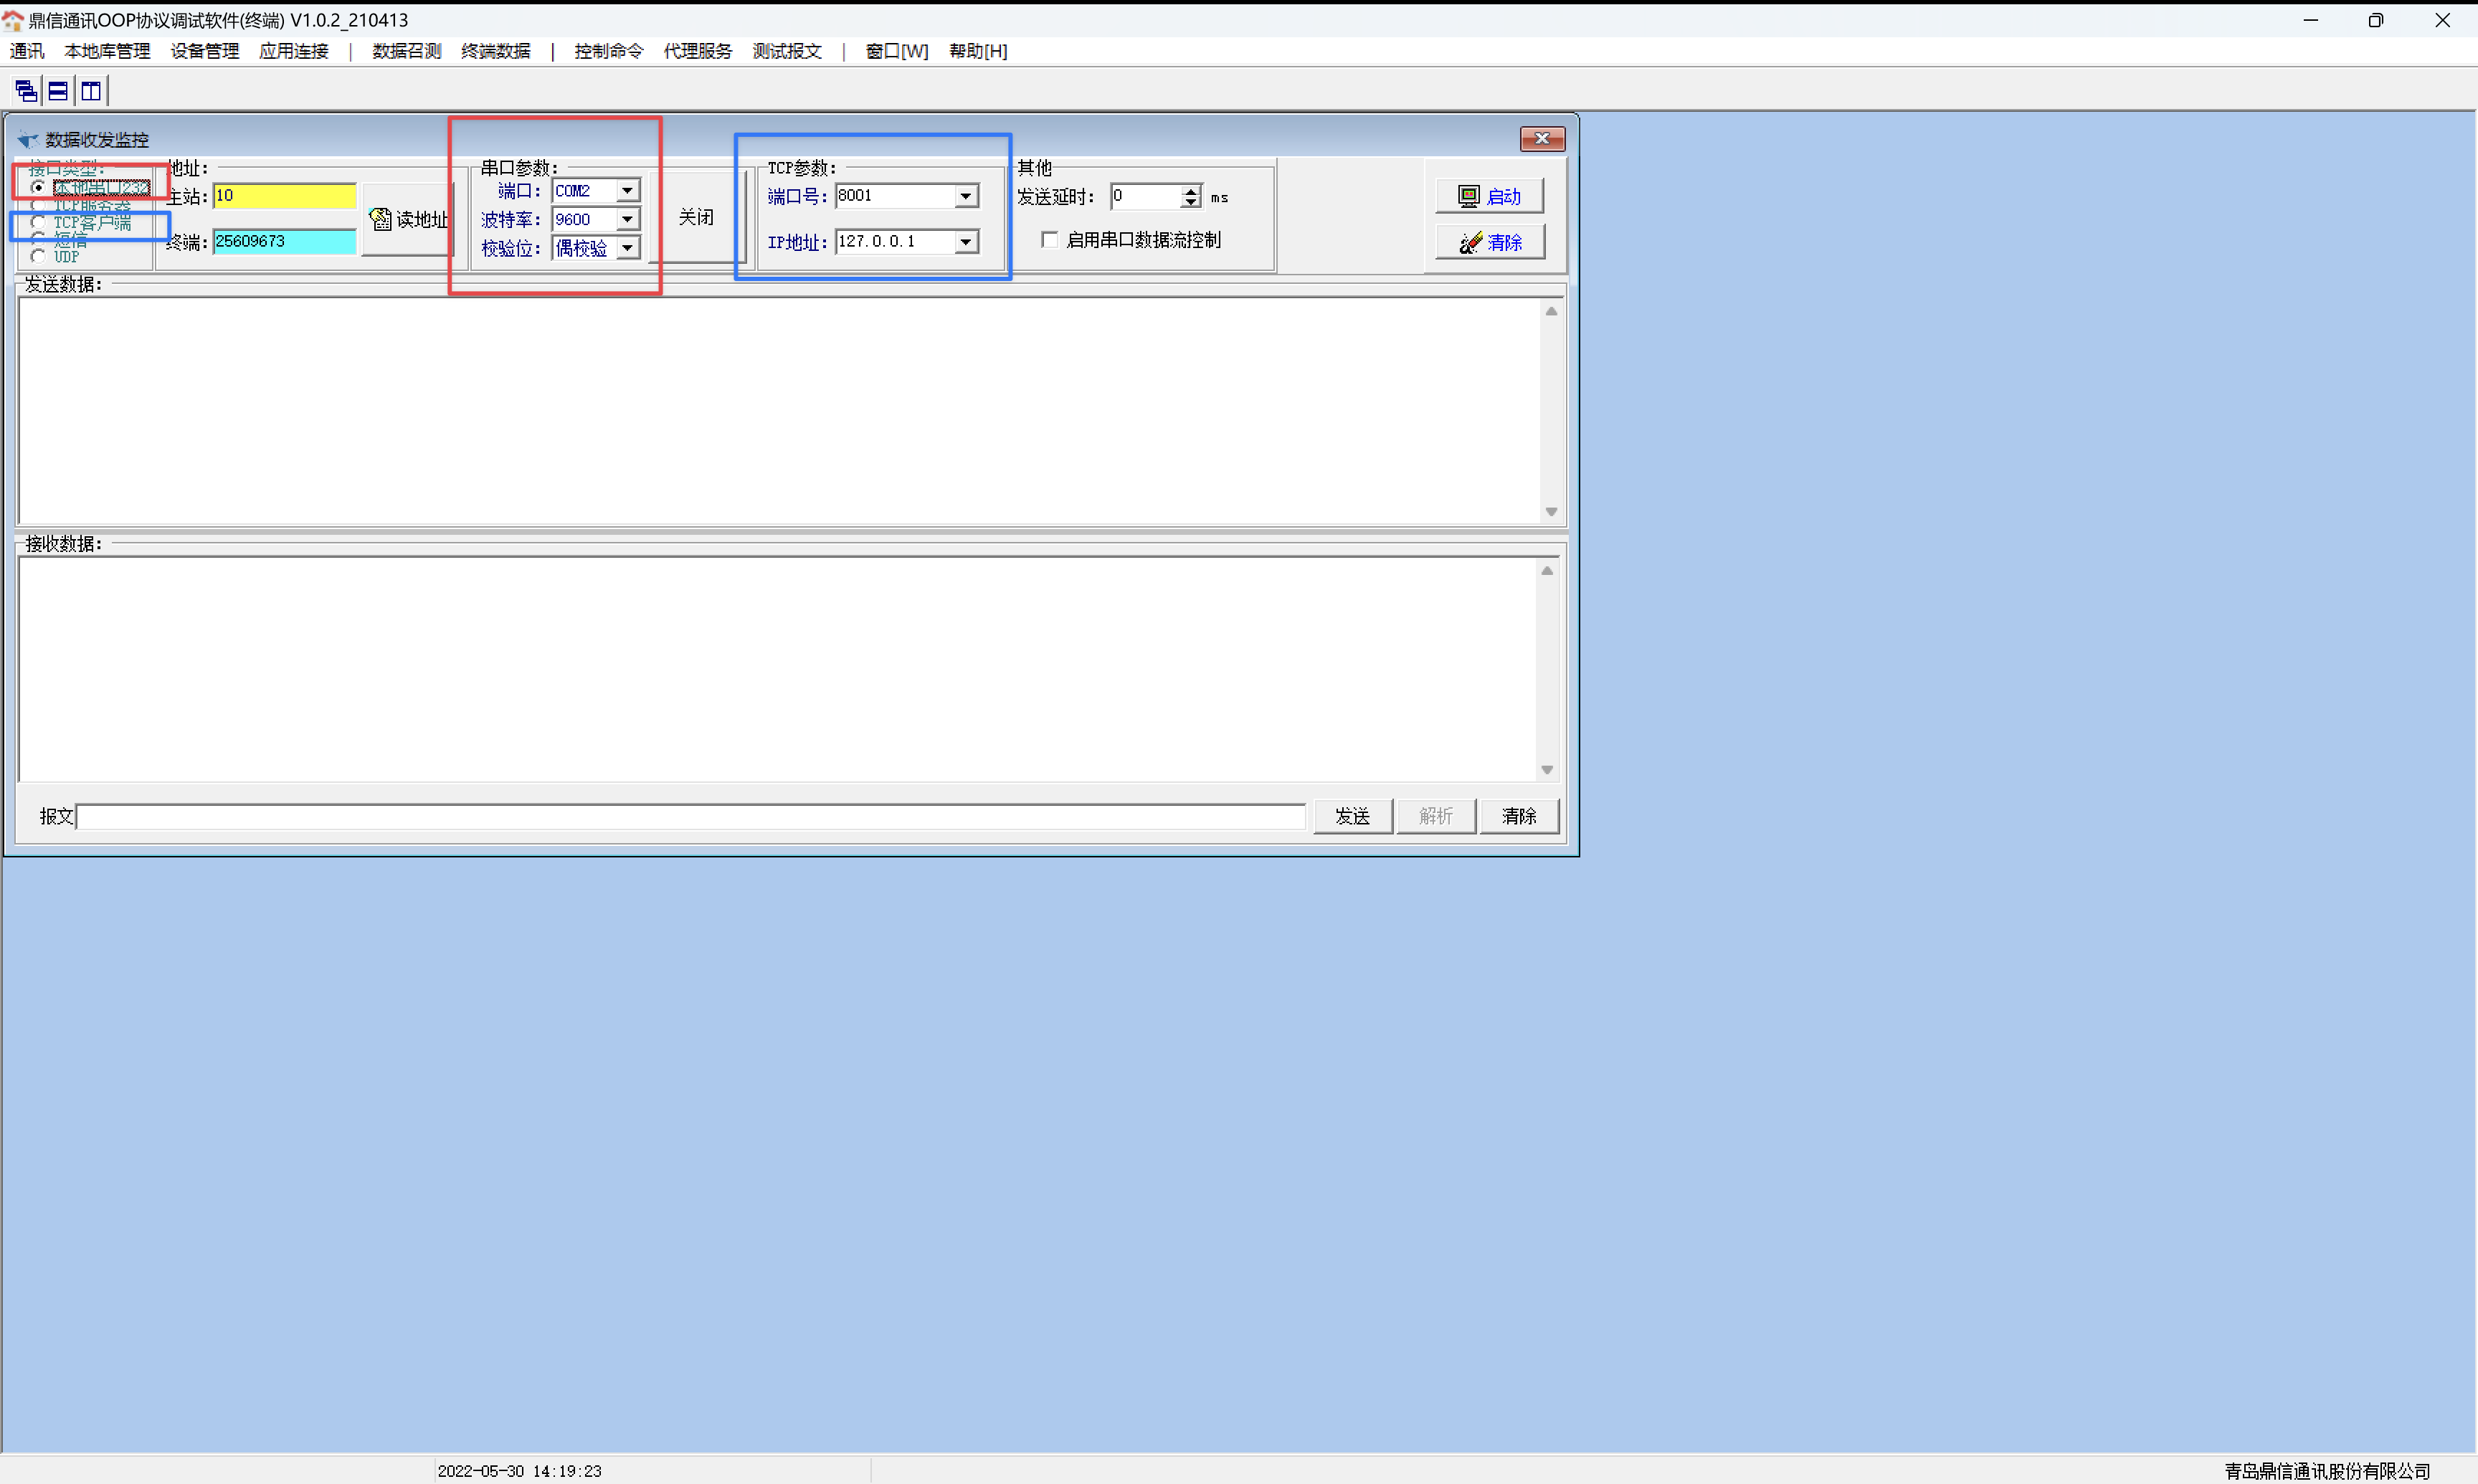 鼎信通讯OOP协议调试软件(终端) V1.0.2_210413
通讯 本地库管理 设备管理 应用连接 | 数据召测 终端数据 | 控制命令 代理服务 测试报文 | 窗口[W] 帮助[H]
数据收发监控
接口类型:
本地串口232
TCP服务器
TCP客户端
短信
UDP
地址:
主站: 10
终端: 25609673
读地址
串口参数:
端口: COM2
波特率: 9600
校验位: 偶校验
关闭
TCP参数:
端口号: 8001
IP地址: 127.0.0.1
其他
发送延时: 0 ms
启用串口数据流控制
启动
清除
发送数据:
接收数据:
报文
发送 解析 清除
2022-05-30 14:19:23
青岛鼎信通讯股份有限公司